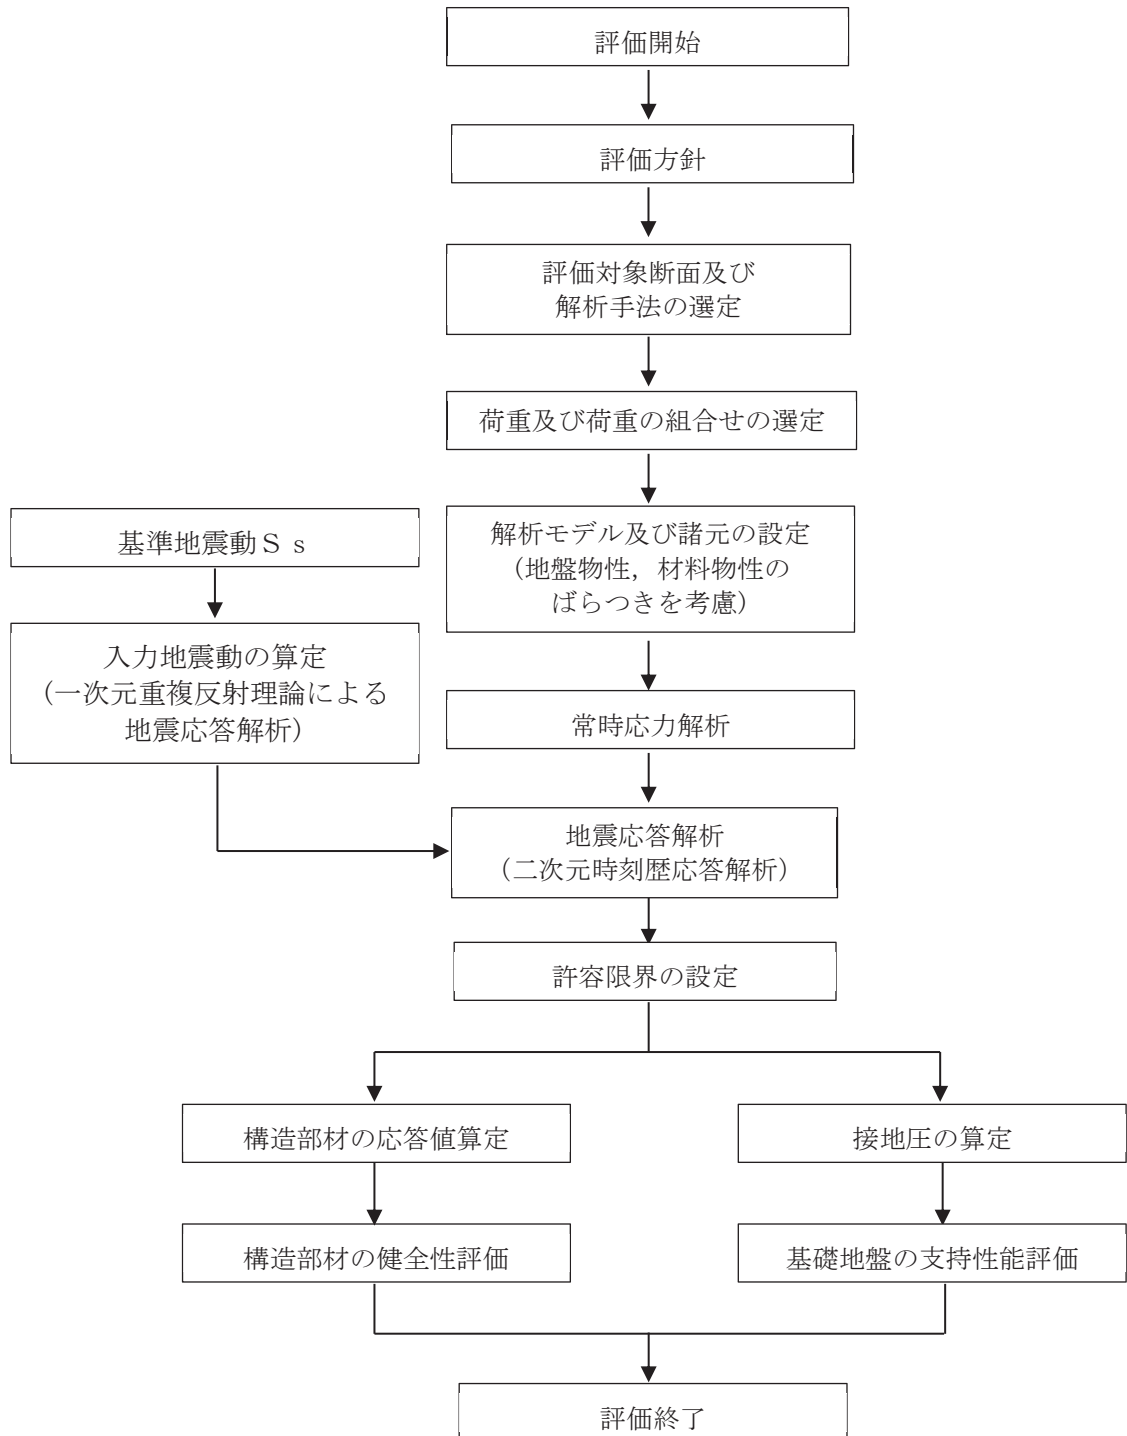 評価開始
評価方針
評価対象断面及び
解析手法の選定
荷重及び荷重の組合せの選定
基準地震動Ｓｓ
入力地震動の算定
（一次元重複反射理論による
地震応答解析）
解析モデル及び諸元の設定
（地盤物性，材料物性の
ばらつきを考慮）
常時応力解析
地震応答解析
（二次元時刻歴応答解析）
許容限界の設定
構造部材の応答値算定
接地圧の算定
構造部材の健全性評価
基礎地盤の支持性能評価
評価終了